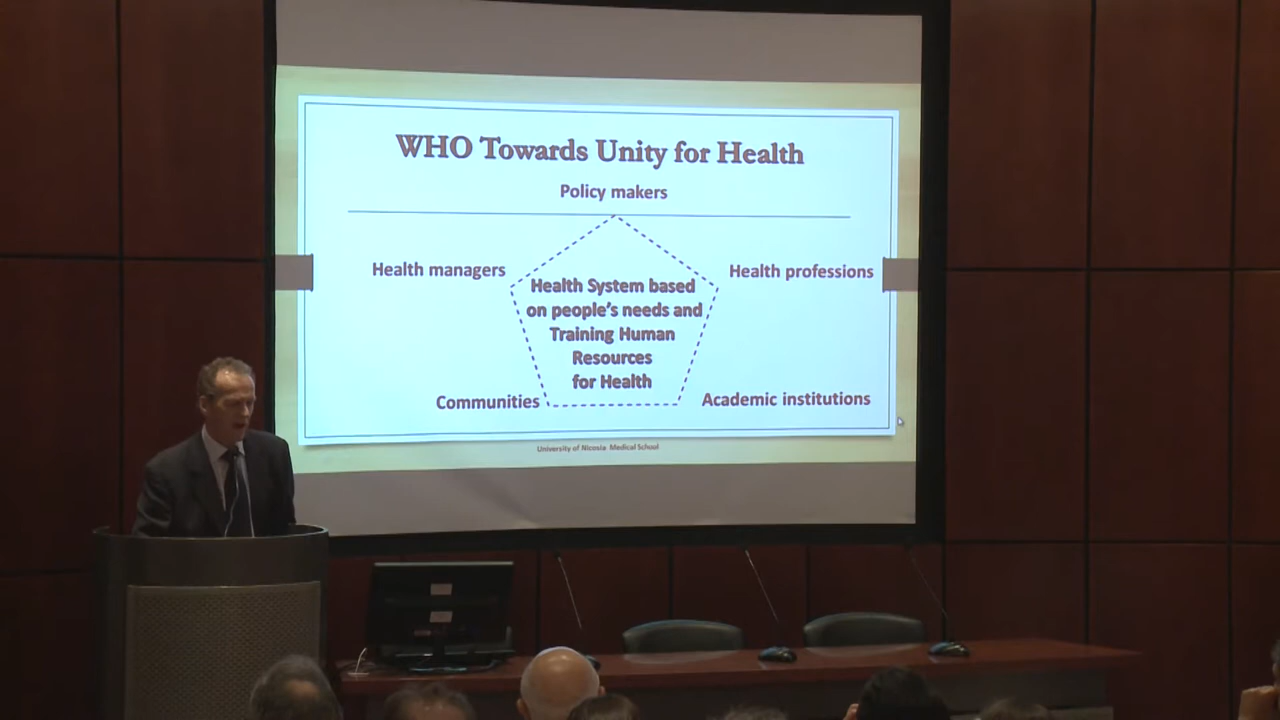 WHO Towards Unity for Health
Policy makers
Health managers
Health professions
Health System based
on people's needs and
Training Human
Resources
for Health
Communities
Academic institutions
University of Nicosia Medical School